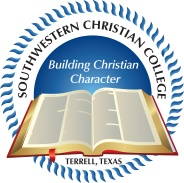 SOUTHWESTERN CHRISTIAN COLLEGE
Building Christian
Character
TERRELL, TEXAS